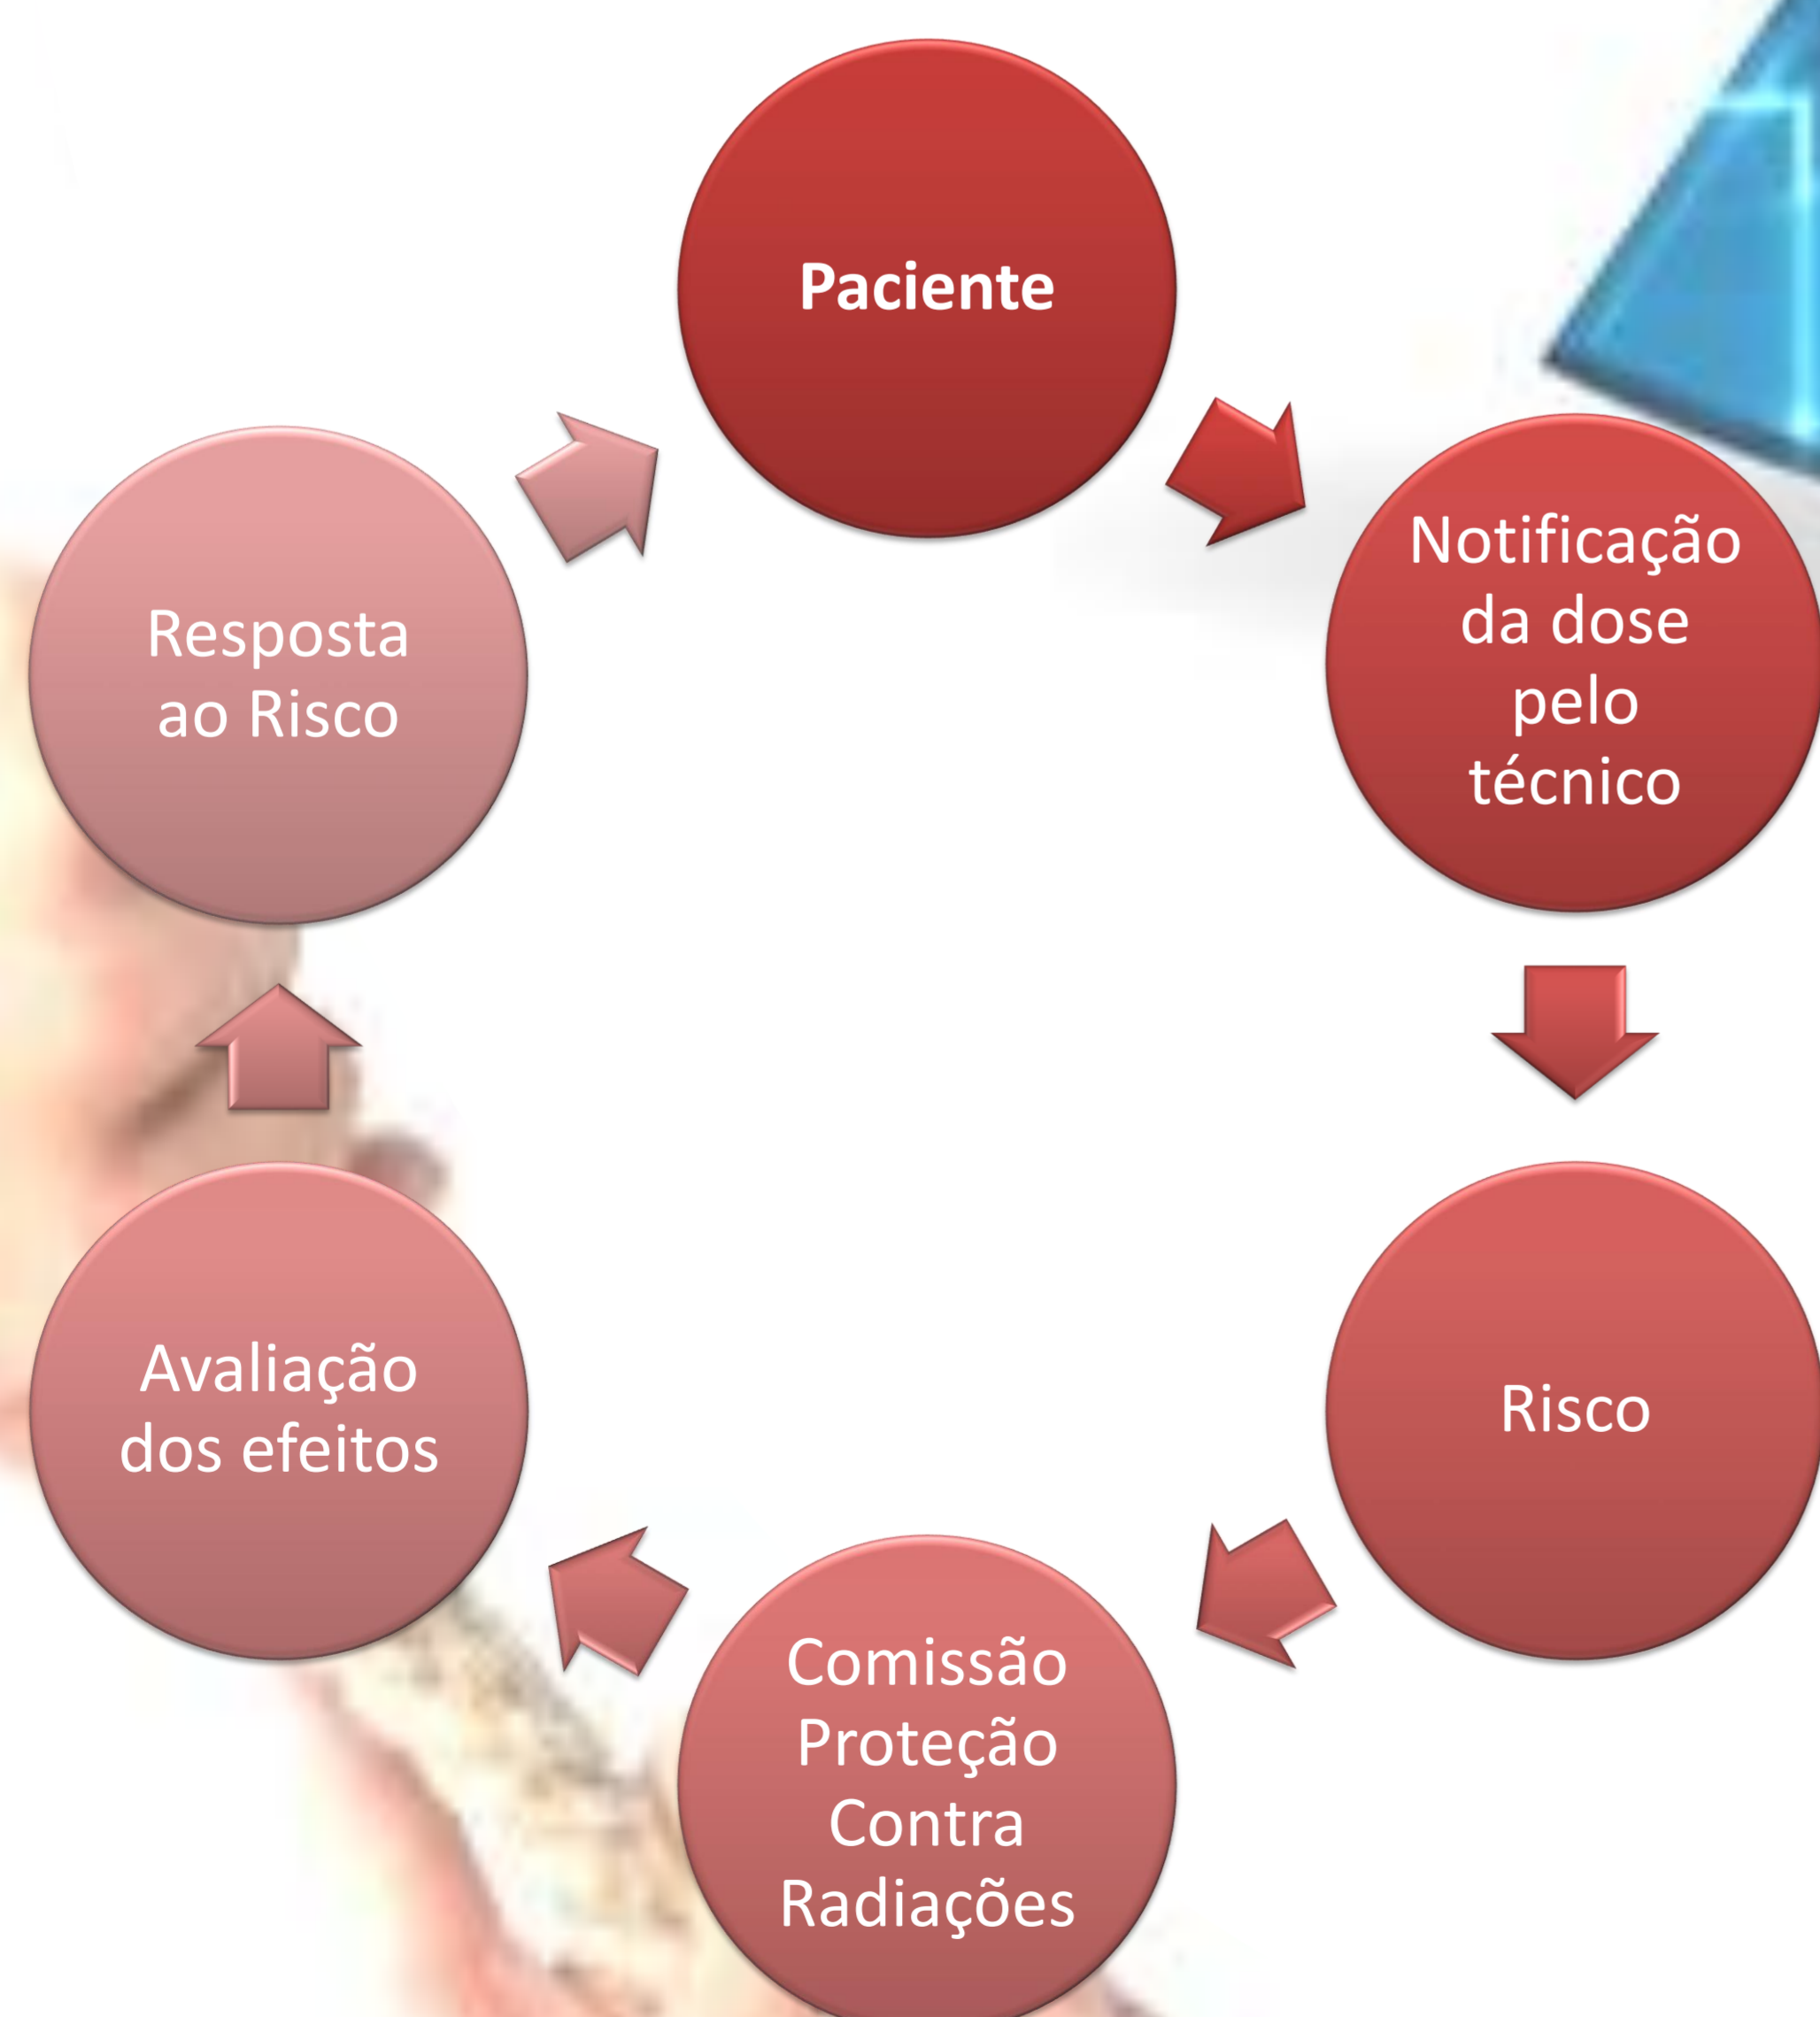 Paciente
Notificação
da dose
pelo
técnico
Risco
Comissão
Proteção
Contra
Radiações
Avaliação
dos efeitos
Resposta
ao Risco